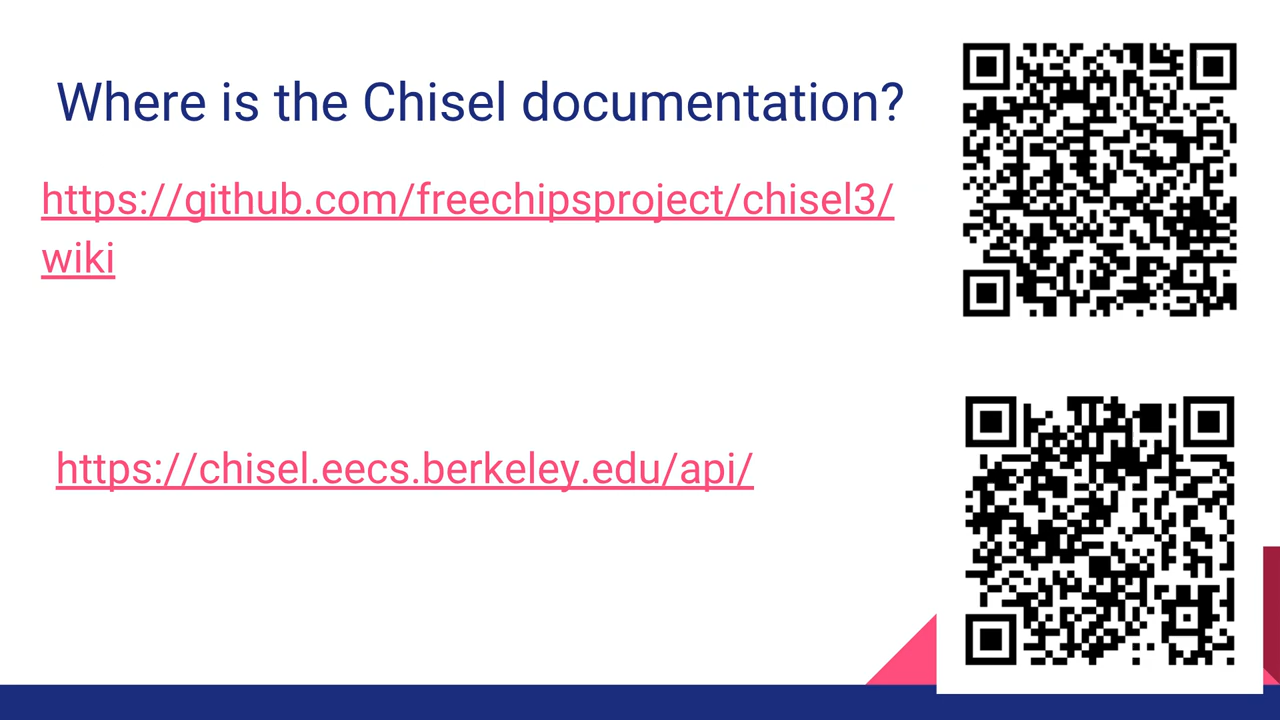 Where is the Chisel documentation?
https://github.com/freechipsproject/chisel3/
wiki
https://chisel.eecs.berkeley.edu/api/